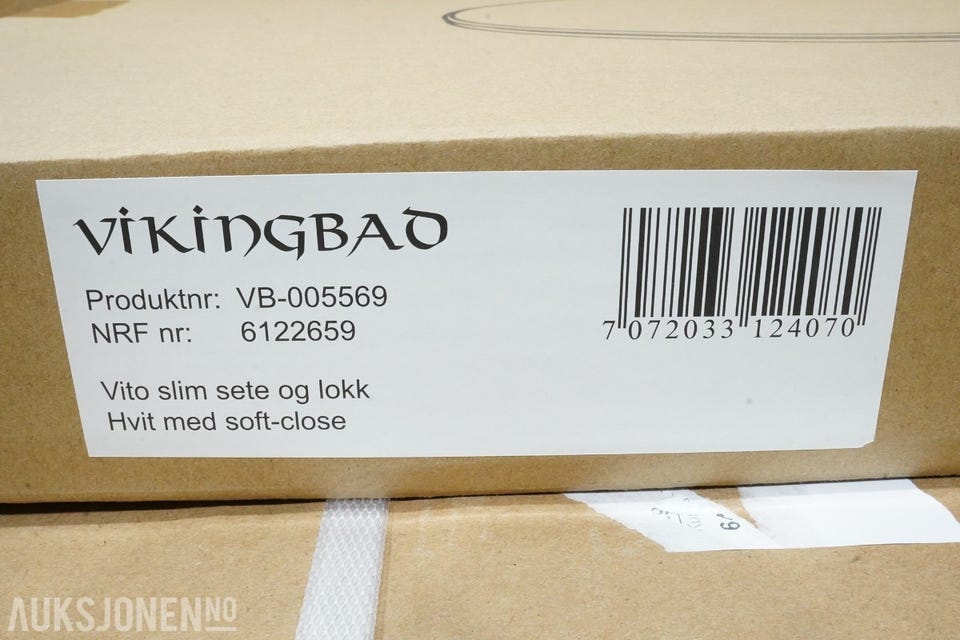 VIKINGBAD
Produktnr: VB-005569
NRF nr: 6122659
Vito slim sete og lokk
Hvit med soft-close
7 072033 124070
AUKSJONEN.NO